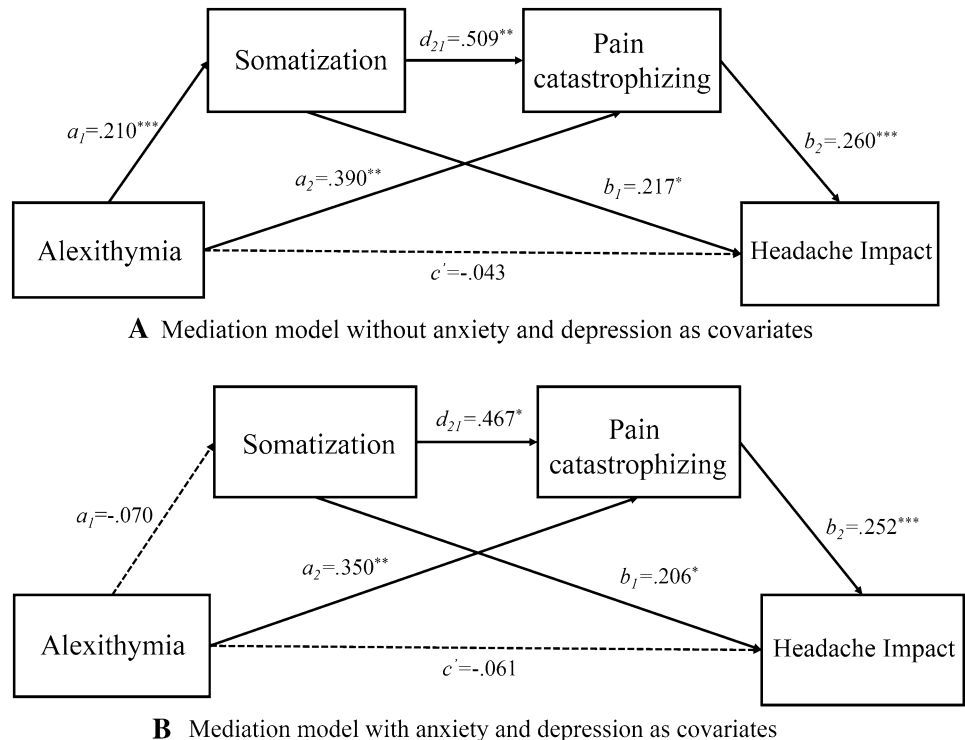 d21=.509**
Somatization
Pain
catastrophizing
a1=.210***
b2=.260***
a2=.390**
b1=.217*
Alexithymia
Headache Impact
c'=-.043
A Mediation model without anxiety and depression as covariates
d21=.467*
Somatization
Pain
catastrophizing
a1=-.070
b2=.252***
a2=.350**
b1=.206*
Alexithymia
Headache Impact
c'=-.061
B Mediation model with anxiety and depression as covariates